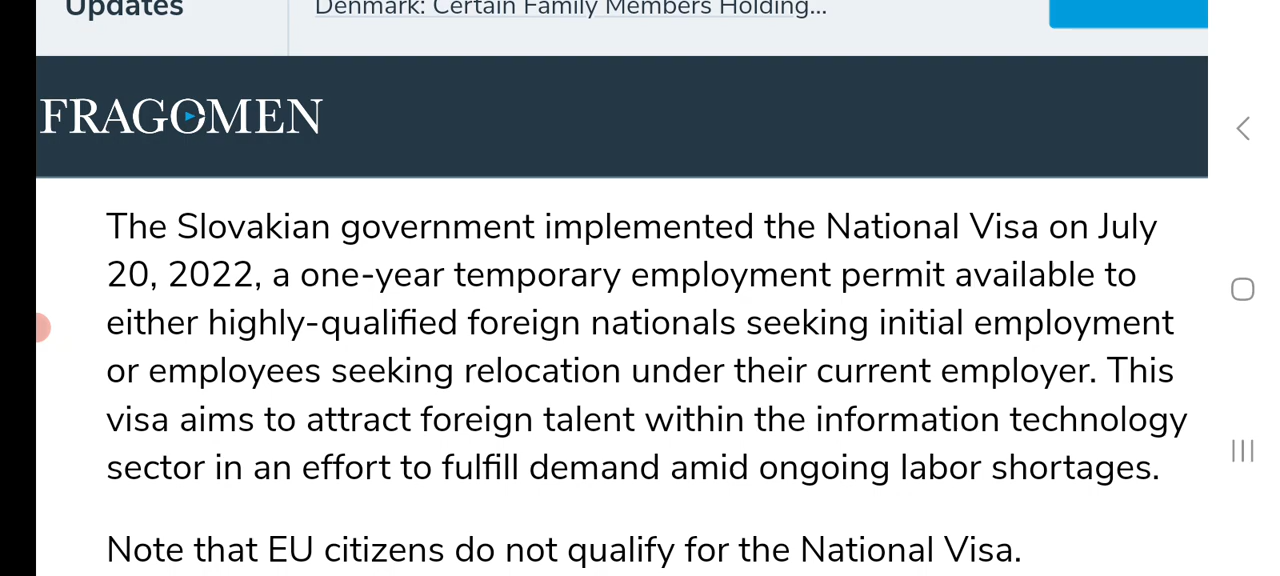 Updates
Denmark: Certain Family Members Holding...
FRAGOMEN
The Slovakian government implemented the National Visa on July
20, 2022, a one-year temporary employment permit available to
either highly-qualified foreign nationals seeking initial employment
or employees seeking relocation under their current employer. This
visa aims to attract foreign talent within the information technology
sector in an effort to fulfill demand amid ongoing labor shortages.
Note that EU citizens do not qualify for the National Visa.